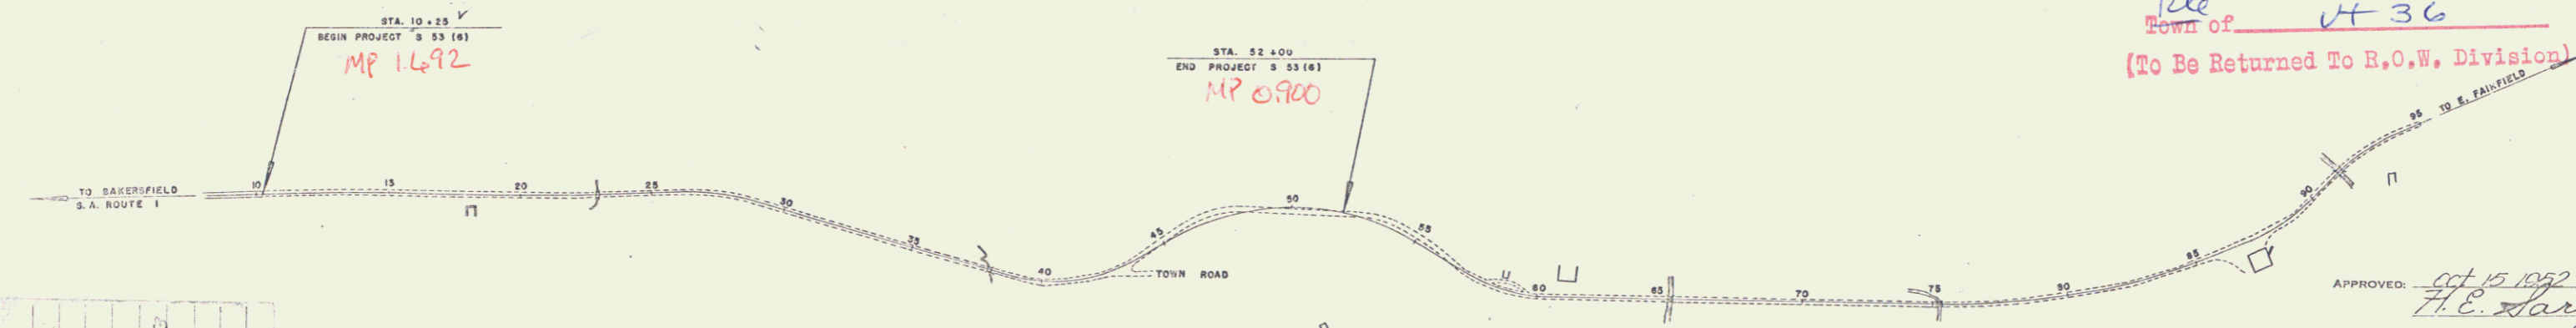 STA. 10+25 V
BEGIN PROJECT S 53 (6)
MP 1.692
STA. 52+00
END PROJECT S 53 (6)
MP 0.900
Rte
Town of VT 36
(To Be Returned To R.O.W. Division)
TO E. FAIRFIELD
TO BAKERSFIELD
S. A. ROUTE 1
10
15
20
25
30
35
40
45
50
55
60
65
70
75
80
85
90
95
TOWN ROAD
APPROVED: Oct 15 1952
H. E.